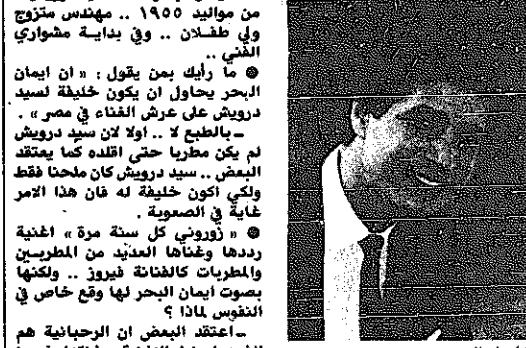 من مواليد ١٩٥٥ .. مهندس متزوج
ولي طفلان .. وفي بداية مشواري
الفني ..
● ما رأيك بمن يقول : « ان ايمان
البحر يحاول ان يكون خليفة لسيد
درويش على عرش الغناء في مصر » .
ـ بالطبع لا .. اولا لان سيد درويش
لم يكن مطربا حتى اقلده كما يعتقد
البعض .. سيد درويش كان ملحنا فقط
ولكي اكون خليفة له فان هذا الامر
غاية في الصعوبة .
● « زوروني كل سنة مرة » اغنية
رددها وغناها العديد من المطربين
والمطربات كالفنانة فيروز .. ولكنها
بصوت ايمان البحر لها وقع خاص في
النفوس لماذا ؟
ـ اعتقد البعض ان الرحبانية هم